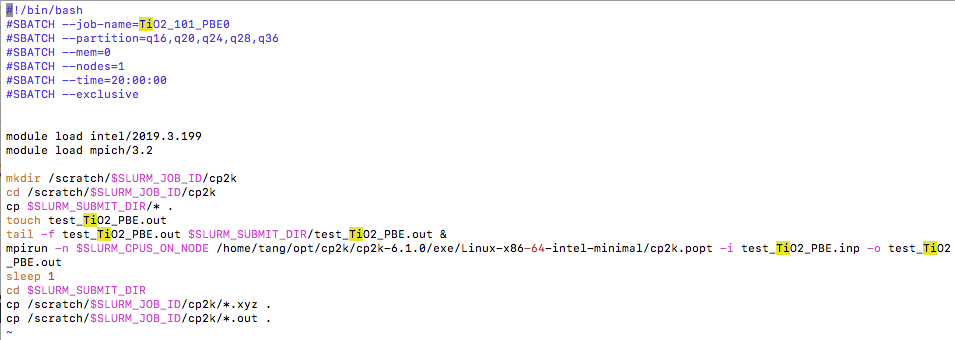 #!/bin/bash
#SBATCH --job-name=TiO2_101_PBE0
#SBATCH --partition=q16,q20,q24,q28,q36
#SBATCH --mem=0
#SBATCH --nodes=1
#SBATCH --time=20:00:00
#SBATCH --exclusive
module load intel/2019.3.199
module load mpich/3.2
mkdir /scratch/$SLURM_JOB_ID/cp2k
cd /scratch/$SLURM_JOB_ID/cp2k
cp $SLURM_SUBMIT_DIR/* .
touch test_TiO2_PBE.out
tail -f test_TiO2_PBE.out $SLURM_SUBMIT_DIR/test_TiO2_PBE.out &
mpirun -n $SLURM_CPUS_ON_NODE /home/tang/opt/cp2k/cp2k-6.1.0/exe/Linux-x86-64-intel-minimal/cp2k.popt -i test_TiO2_PBE.inp -o test_TiO2
_PBE.out
sleep 1
cd $SLURM_SUBMIT_DIR
cp /scratch/$SLURM_JOB_ID/cp2k/*.xyz .
cp /scratch/$SLURM_JOB_ID/cp2k/*.out .
~